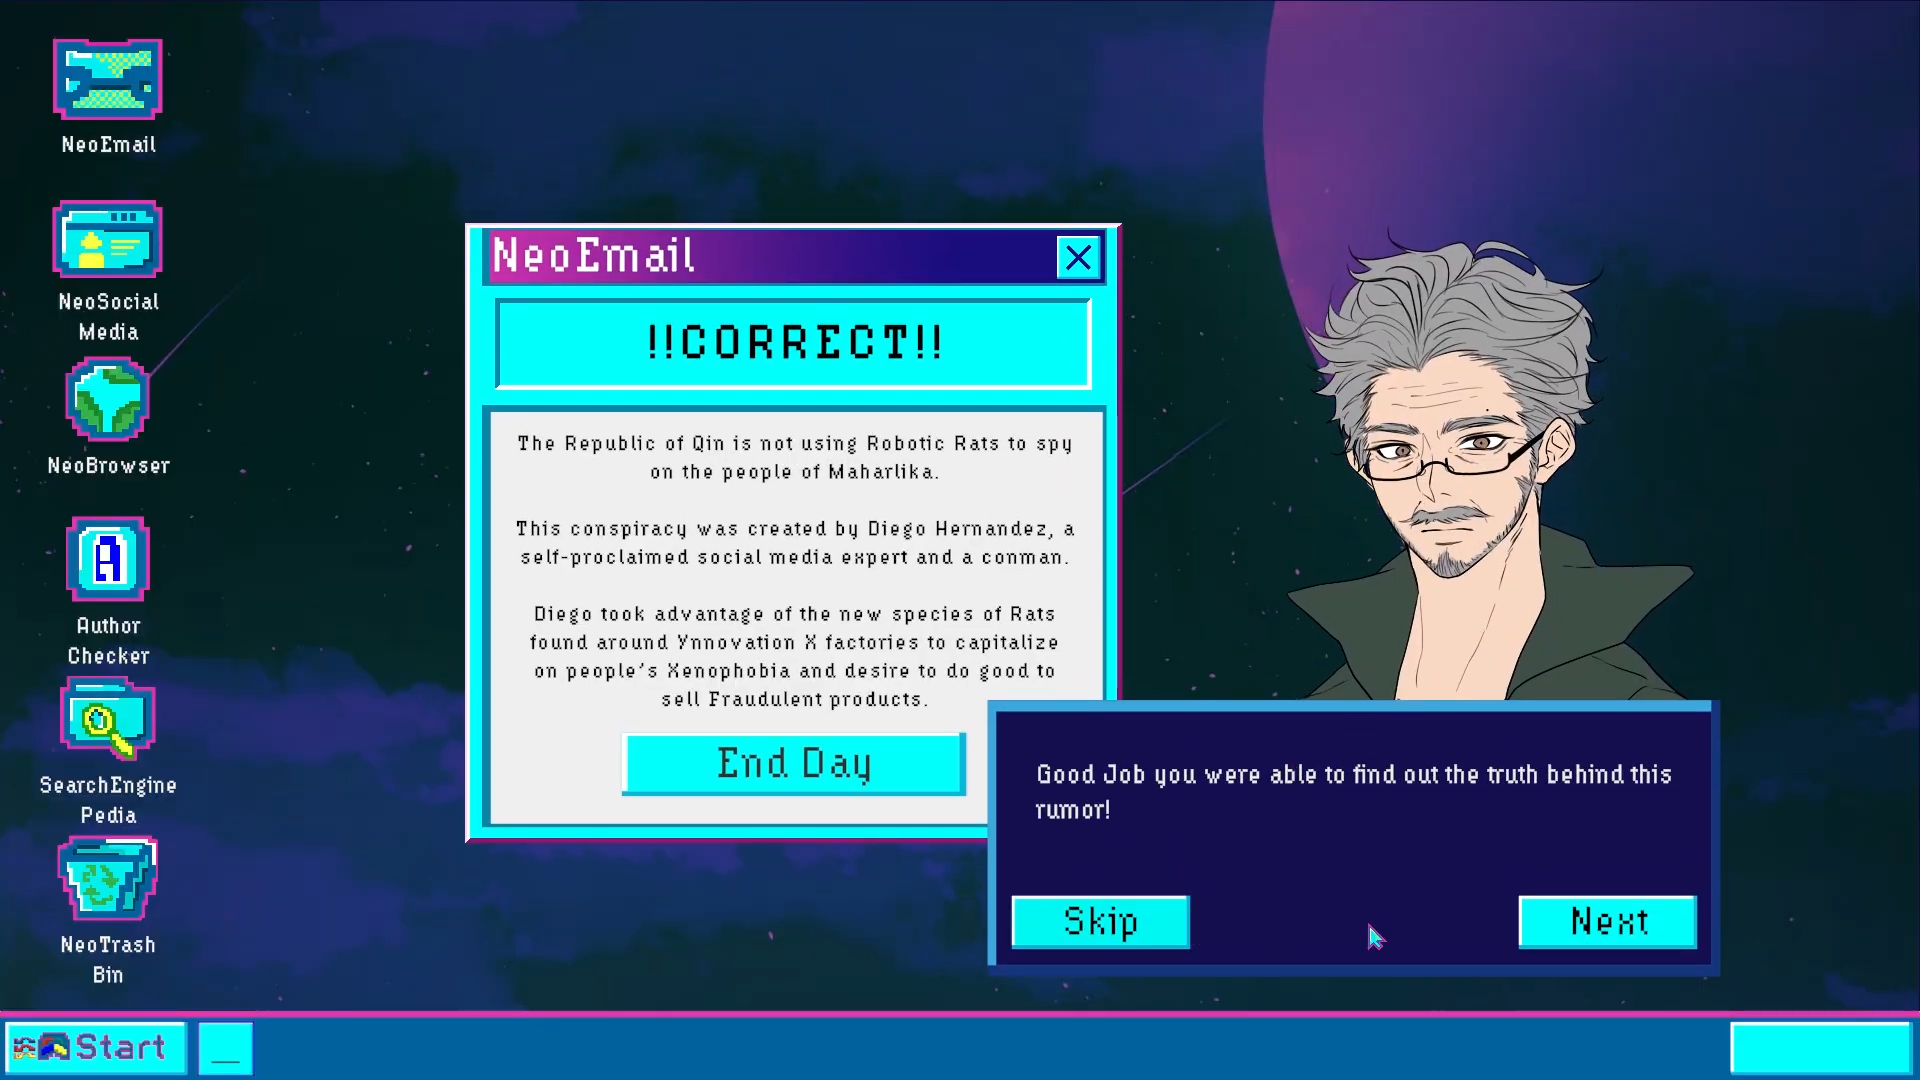 NeoEmail
NeoSocial
Media
NeoBrowser
A
Author
Checker
SearchEngine
Pedia
NeoTrash
Bin
NeoEmail
!!CORRECT!!
The Republic of Qin is not using Robotic Rats to spy
on the people of Maharlika.
This conspiracy was created by Diego Hernandez, a
self-proclaimed social media expert and a conman.
Diego took advantage of the new species of Rats
found around Ynnovation X factories to capitalize
on people's Xenophobia and desire to do good to
sell Fraudulent products.
End Day
Good Job you were able to find out the truth behind this
rumor!
Skip
Next
Start